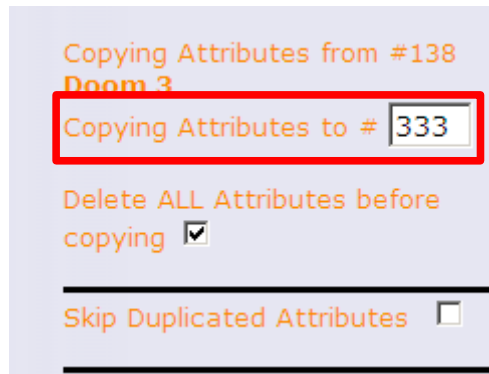 Copying Attributes from #138
Doom 3
Copying Attributes to # 333
Delete ALL Attributes before
copying
Skip Duplicated Attributes